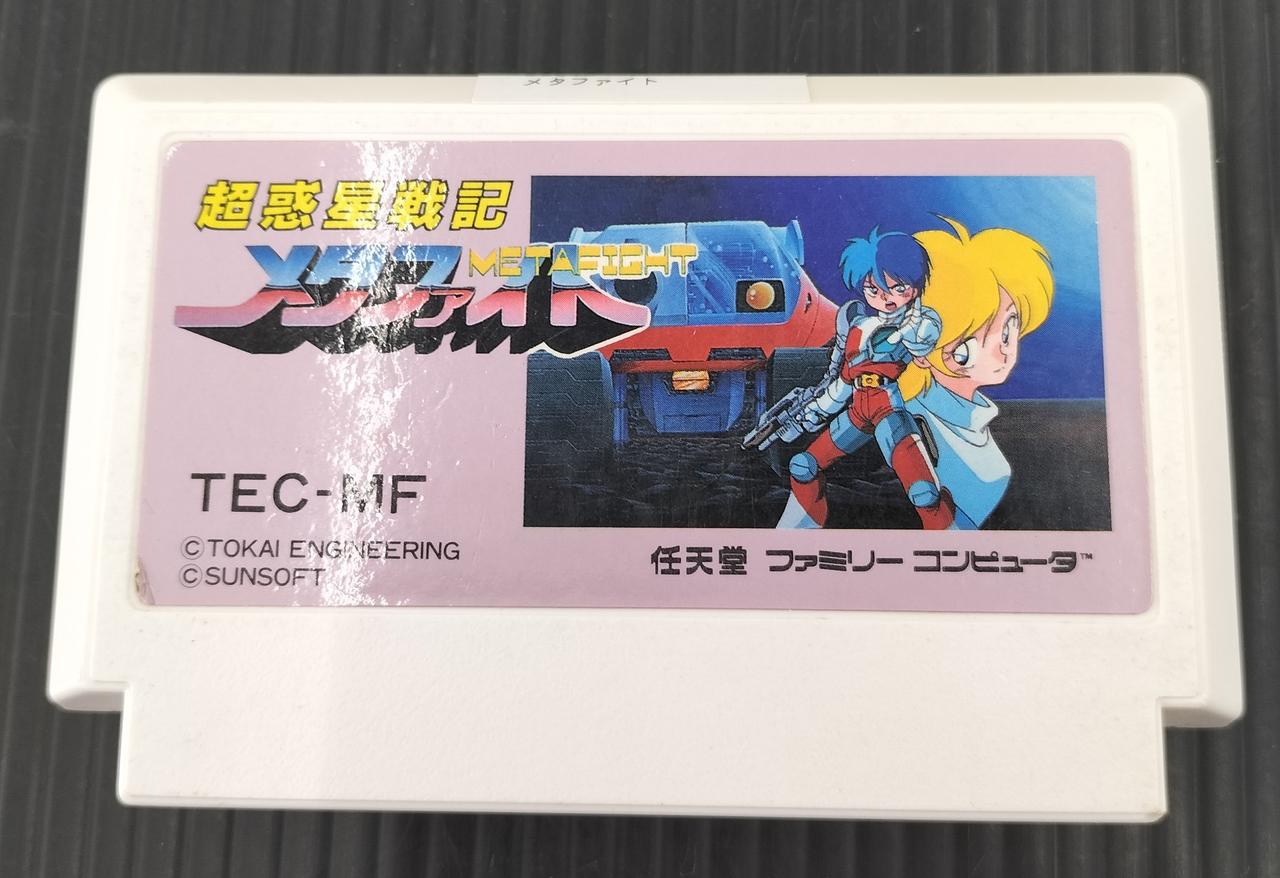 メタファイト
超惑星戦記
メタファイト
METAFIGHT
TEC-MF
©TOKAI ENGINEERING
©SUNSOFT
任天堂 ファミリー コンピュータ™